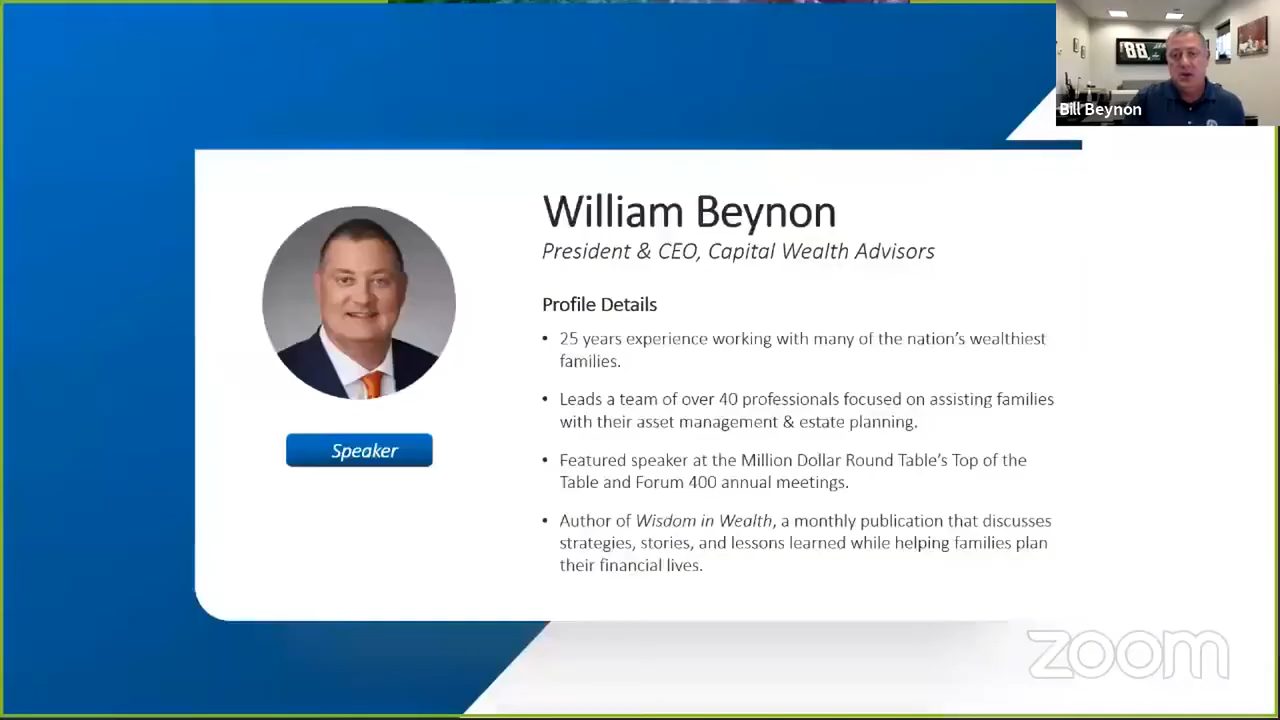 88
Bill Beynon
William Beynon
President & CEO, Capital Wealth Advisors
Profile Details
• 25 years experience working with many of the nation's wealthiest
families.
• Leads a team of over 40 professionals focused on assisting families
with their asset management & estate planning.
• Featured speaker at the Million Dollar Round Table's Top of the
Table and Forum 400 annual meetings.
• Author of Wisdom in Wealth, a monthly publication that discusses
strategies, stories, and lessons learned while helping families plan
their financial lives.
Speaker
zoom